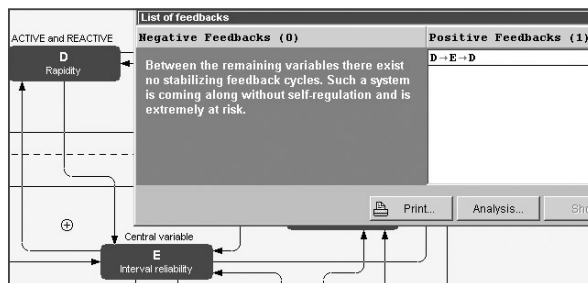 List of feedbacks
Negative Feedbacks (0)
Positive Feedbacks (1)
ACTIVE and REACTIVE
D
Rapidity
Between the remaining variables there exist
no stabilizing feedback cycles. Such a system
is coming along without self-regulation and is
extremely at risk.
D→E→D
Print...
Analysis...
Central variable
E
Interval reliability